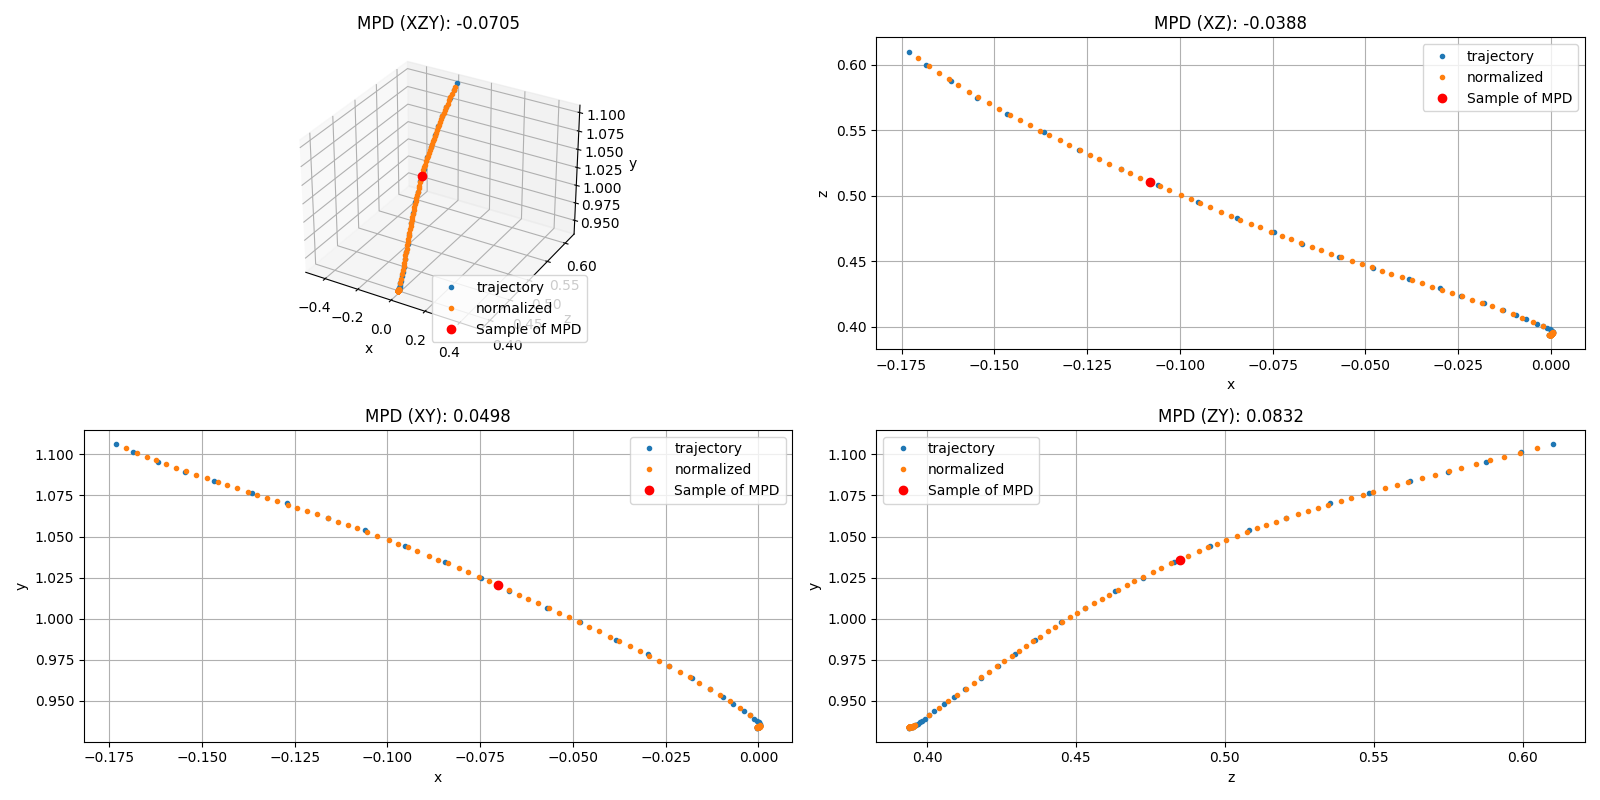 MPD (XZY): -0.0705
1.100
1.075
1.050
1.025
1.000
0.975
0.950
y
0.60
0.55
0.50
0.45
0.40
z
−0.4
−0.2
0.0
0.2
0.4
x
trajectory
normalized
Sample of MPD
MPD (XZ): -0.0388
0.60
0.55
0.50
0.45
0.40
z
trajectory
normalized
Sample of MPD
−0.175 −0.150 −0.125 −0.100 −0.075 −0.050 −0.025 0.000
x
MPD (XY): 0.0498
1.100
1.075
1.050
1.025
1.000
0.975
0.950
y
trajectory
normalized
Sample of MPD
−0.175 −0.150 −0.125 −0.100 −0.075 −0.050 −0.025 0.000
x
MPD (ZY): 0.0832
1.100
1.075
1.050
1.025
1.000
0.975
0.950
y
trajectory
normalized
Sample of MPD
0.40 0.45 0.50 0.55 0.60
z